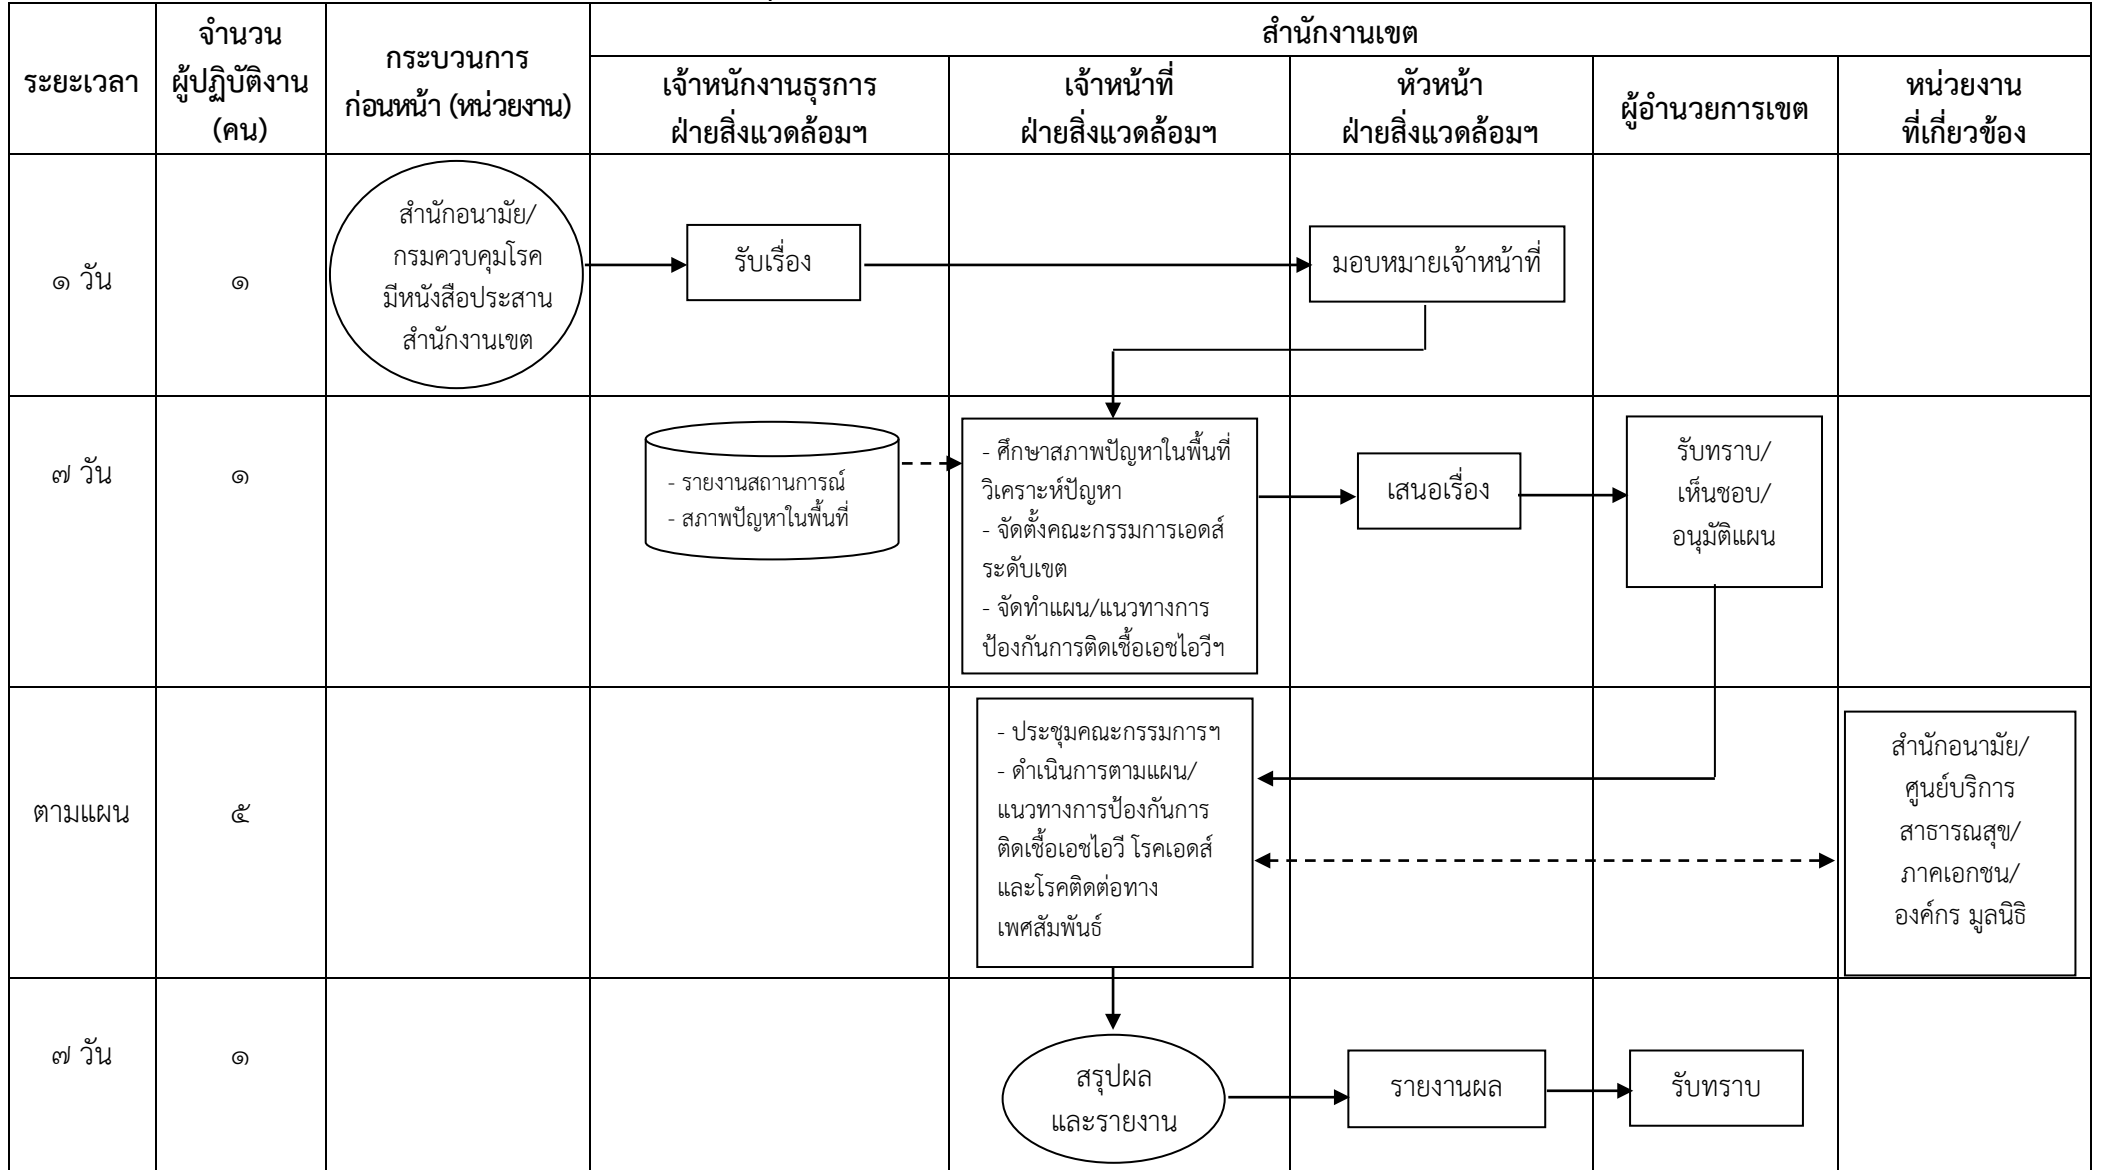 ระยะเวลา
จำนวน
ผู้ปฏิบัติงาน
(คน)
กระบวนการ
ก่อนหน้า (หน่วยงาน)
สำนักงานเขต
เจ้าหนักงานธุรการ
ฝ่ายสิ่งแวดล้อมฯ
เจ้าหน้าที่
ฝ่ายสิ่งแวดล้อมฯ
หัวหน้า
ฝ่ายสิ่งแวดล้อมฯ
ผู้อำนวยการเขต
หน่วยงาน
ที่เกี่ยวข้อง
๑ วัน
๑
สำนักอนามัย/
กรมควบคุมโรค
มีหนังสือประสาน
สำนักงานเขต
รับเรื่อง
มอบหมายเจ้าหน้าที่
๗ วัน
๑
- รายงานสถานการณ์
- สภาพปัญหาในพื้นที่
- ศึกษาสภาพปัญหาในพื้นที่
วิเคราะห์ปัญหา
- จัดตั้งคณะกรรมการเอดส์
ระดับเขต
- จัดทำแผน/แนวทางการ
ป้องกันการติดเชื้อเอชไอวีฯ
เสนอเรื่อง
รับทราบ/
เห็นชอบ/
อนุมัติแผน
ตามแผน
๕
- ประชุมคณะกรรมการฯ
- ดำเนินการตามแผน/
แนวทางการป้องกันการ
ติดเชื้อเอชไอวี โรคเอดส์
และโรคติดต่อทาง
เพศสัมพันธ์
สำนักอนามัย/
ศูนย์บริการ
สาธารณสุข/
ภาคเอกชน/
องค์กร มูลนิธิ
๗ วัน
๑
สรุปผล
และรายงาน
รายงานผล
รับทราบ